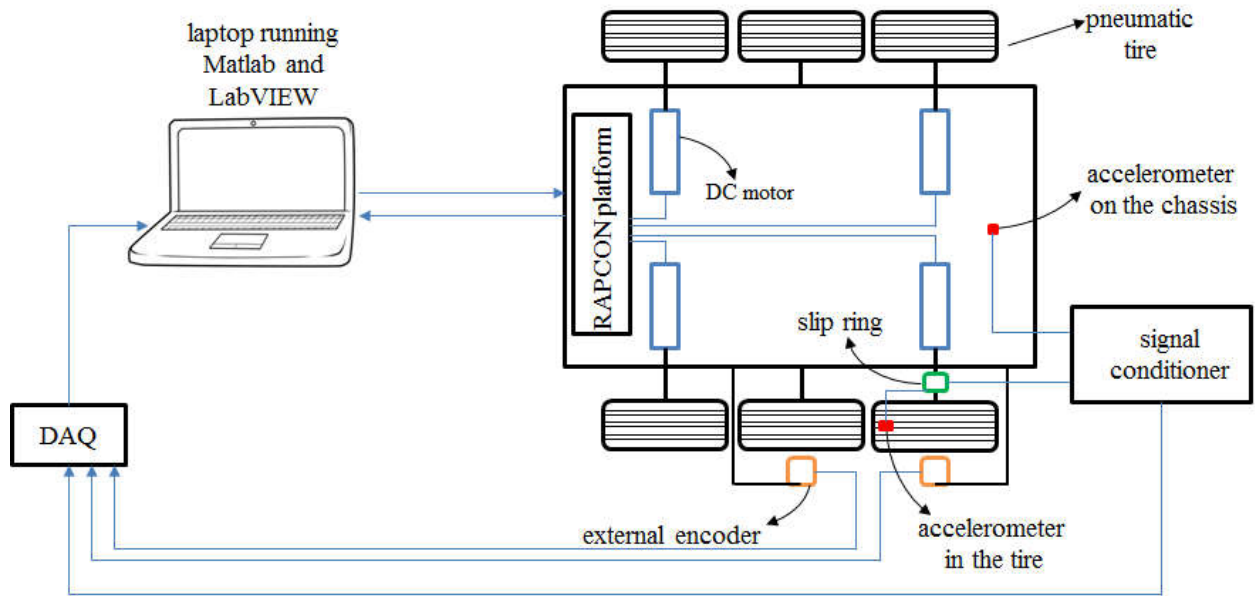 laptop running
Matlab and
LabVIEW
pneumatic
tire
RAPCON platform
DC motor
accelerometer
on the chassis
slip ring
signal
conditioner
DAQ
external encoder
accelerometer
in the tire